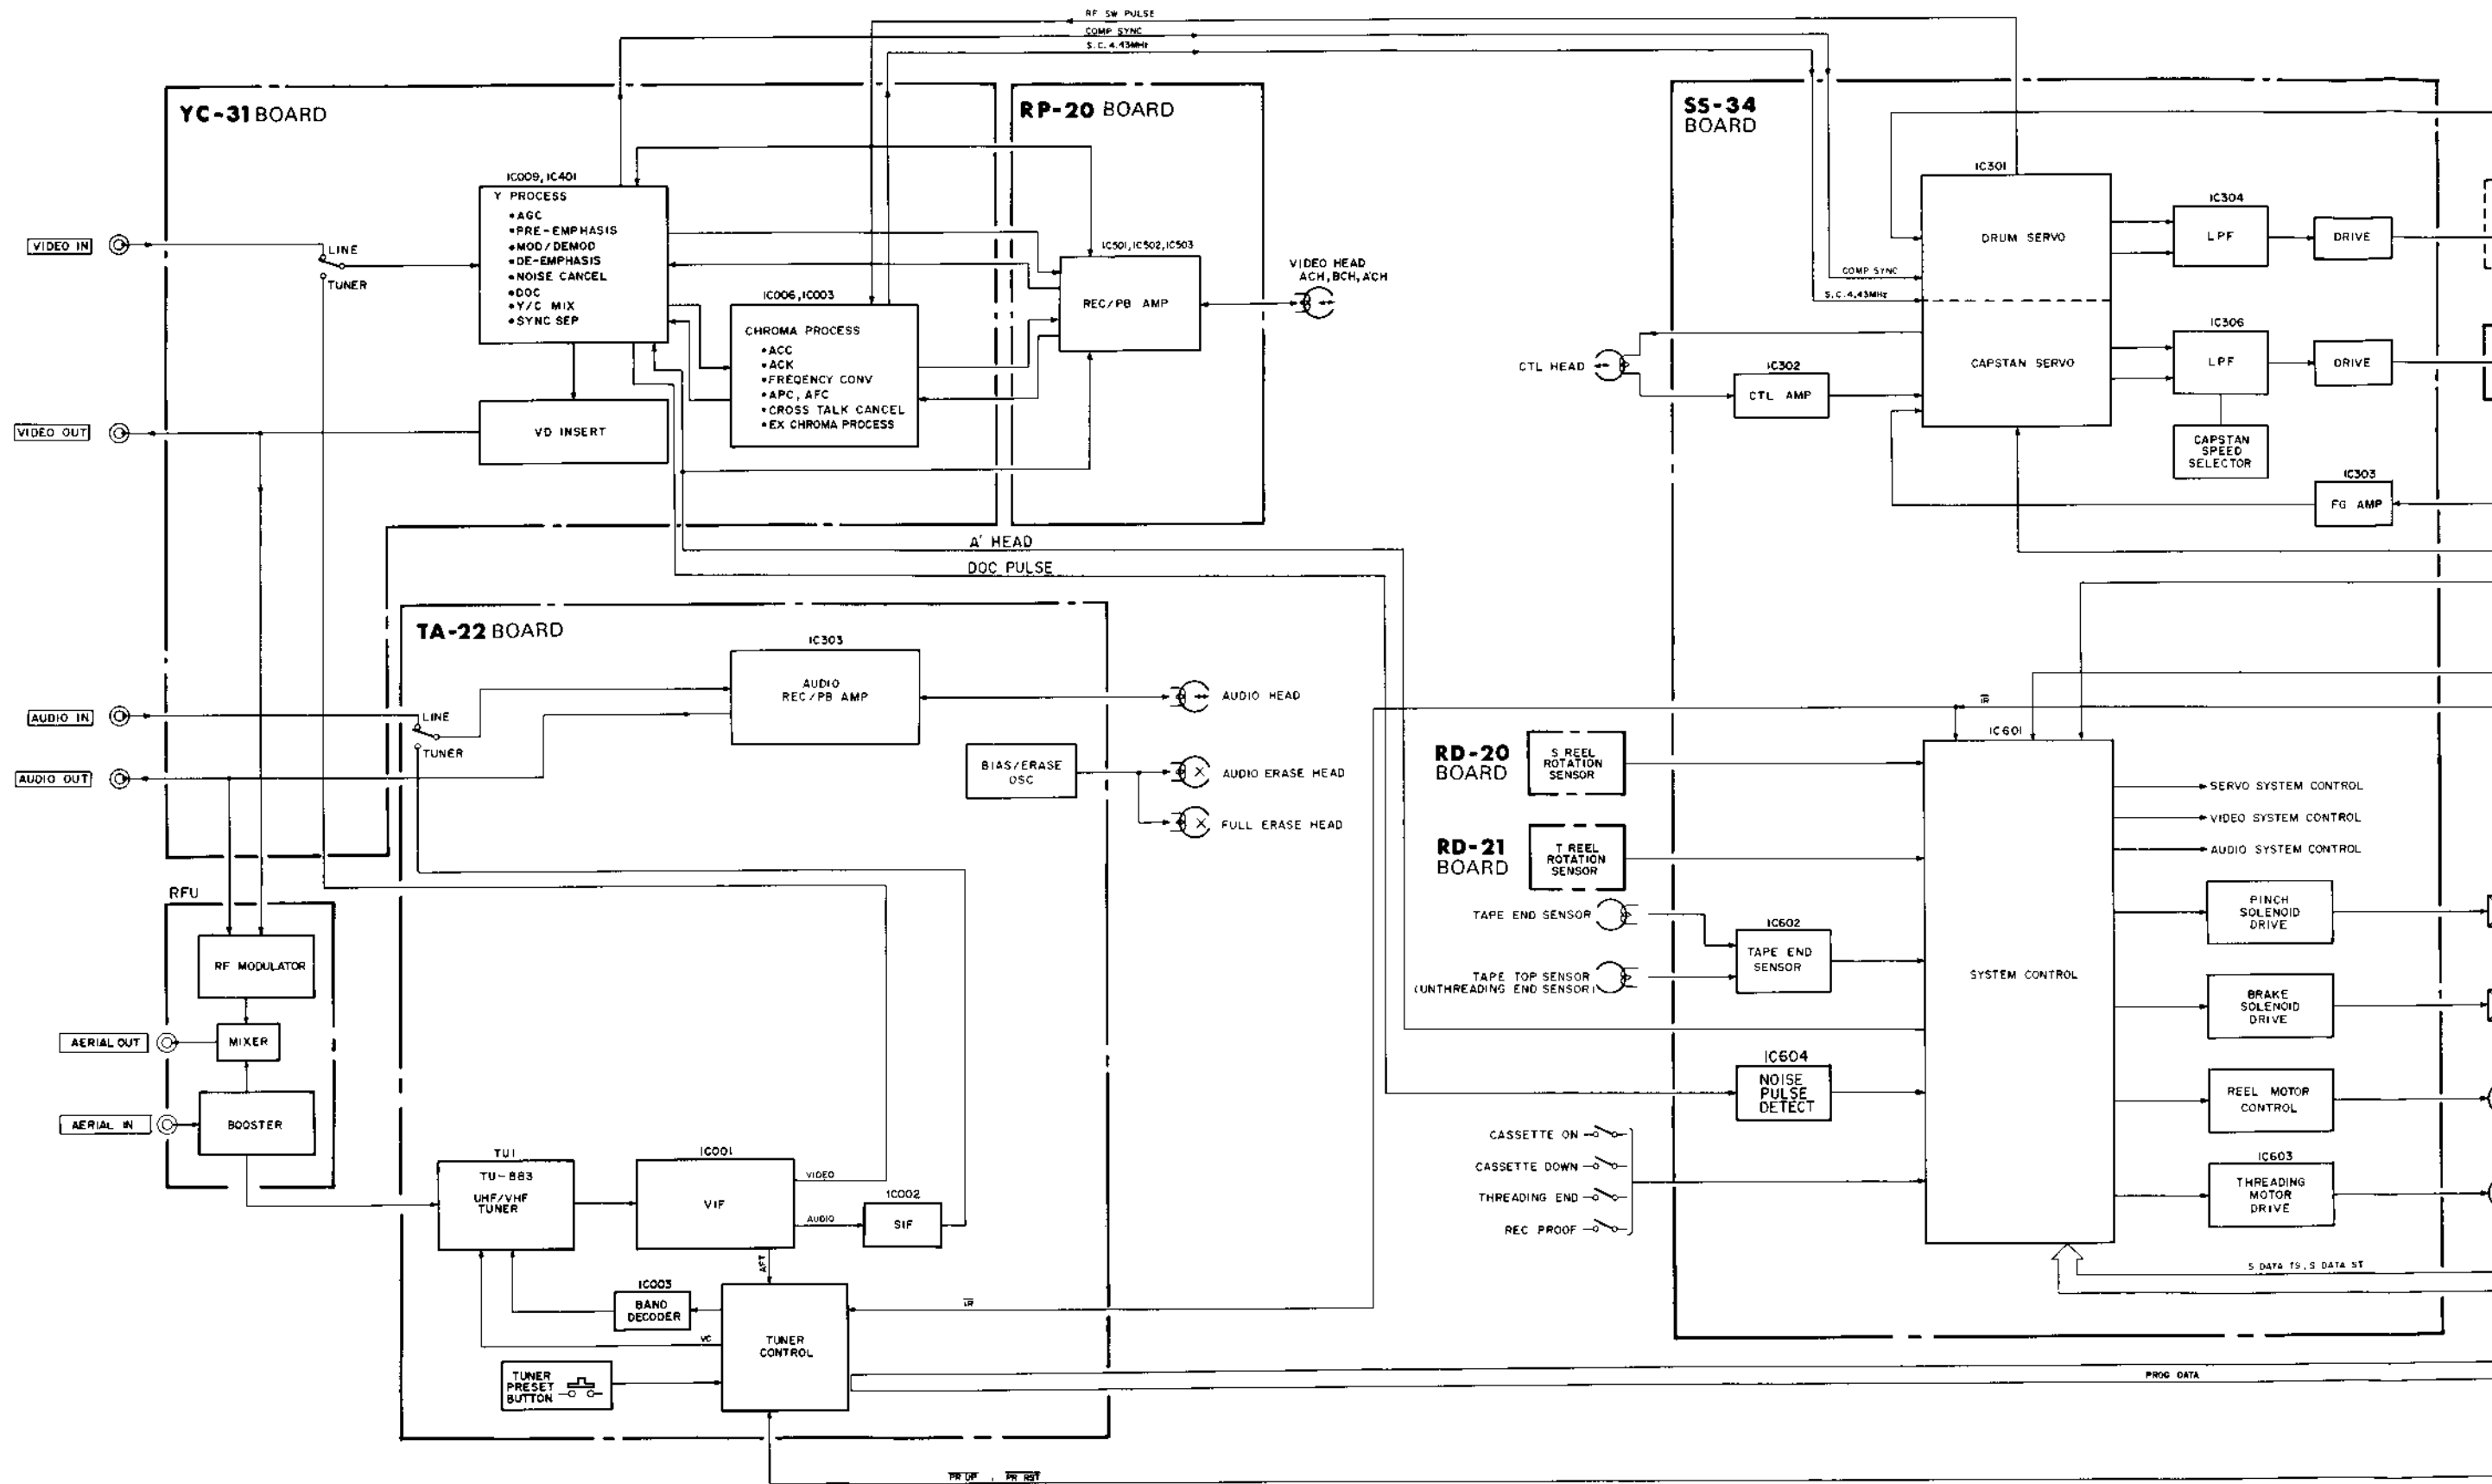 RF SW PULSE
COMP SYNC
S.C.4.43MHz
YC-31 BOARD
RP-20 BOARD
SS-34
BOARD
IC009, IC401
Y PROCESS
•AGC
•PRE-EMPHASIS
•MOD/DEMOD
•DE-EMPHASIS
•NOISE CANCEL
•DOC
•Y/C MIX
•SYNC SEP
VIDEO IN
LINE
TUNER
IC006, IC003
CHROMA PROCESS
•ACC
•ACK
•FREQENCY CONV
•APC, AFC
•CROSS TALK CANCEL
•EX CHROMA PROCESS
IC501, IC502, IC503
REC/PB AMP
VIDEO HEAD
ACH, BCH, A'CH
VIDEO OUT
VD INSERT
IC301
DRUM SERVO
COMP SYNC
S.C.4.43MHz
CAPSTAN SERVO
IC304
LPF
DRIVE
IC306
LPF
DRIVE
CTL HEAD
IC302
CTL AMP
CAPSTAN
SPEED
SELECTOR
IC303
FG AMP
A' HEAD
DOC PULSE
TA-22 BOARD
IC303
AUDIO
REC/PB AMP
AUDIO HEAD
AUDIO IN
LINE
TUNER
AUDIO OUT
BIAS/ERASE
OSC
AUDIO ERASE HEAD
FULL ERASE HEAD
IR
RD-20
BOARD
S REEL
ROTATION
SENSOR
IC601
SYSTEM CONTROL
SERVO SYSTEM CONTROL
VIDEO SYSTEM CONTROL
AUDIO SYSTEM CONTROL
RD-21
BOARD
T REEL
ROTATION
SENSOR
TAPE END SENSOR
TAPE TOP SENSOR
(UNTHREADING END SENSOR)
IC602
TAPE END
SENSOR
PINCH
SOLENOID
DRIVE
BRAKE
SOLENOID
DRIVE
IC604
NOISE
PULSE
DETECT
REEL MOTOR
CONTROL
IC603
THREADING
MOTOR
DRIVE
CASSETTE ON
CASSETTE DOWN
THREADING END
REC PROOF
S DATA TS, S DATA ST
RFU
RF MODULATOR
MIXER
AERIAL OUT
BOOSTER
AERIAL IN
TU1
TU-883
UHF/VHF
TUNER
IC001
VIF
VIDEO
AUDIO
IC002
SIF
AFT
IC003
BAND
DECODER
VC
TUNER
CONTROL
IR
TUNER
PRESET
BUTTON
PROG DATA
PR UP , PR RST